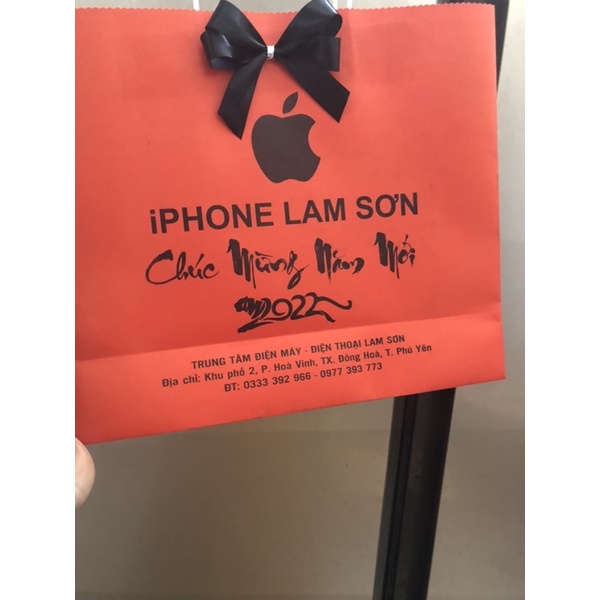 iPHONE LAM SƠN
Chúc Mừng Năm Mới
2022
TRUNG TÂM ĐIỆN MÁY - ĐIỆN THOẠI LAM SƠN
Địa chỉ: Khu phố 2, P. Hoà Vinh, TX. Đông Hoà, T. Phú Yên
ĐT: 0333 392 966 - 0977 393 773